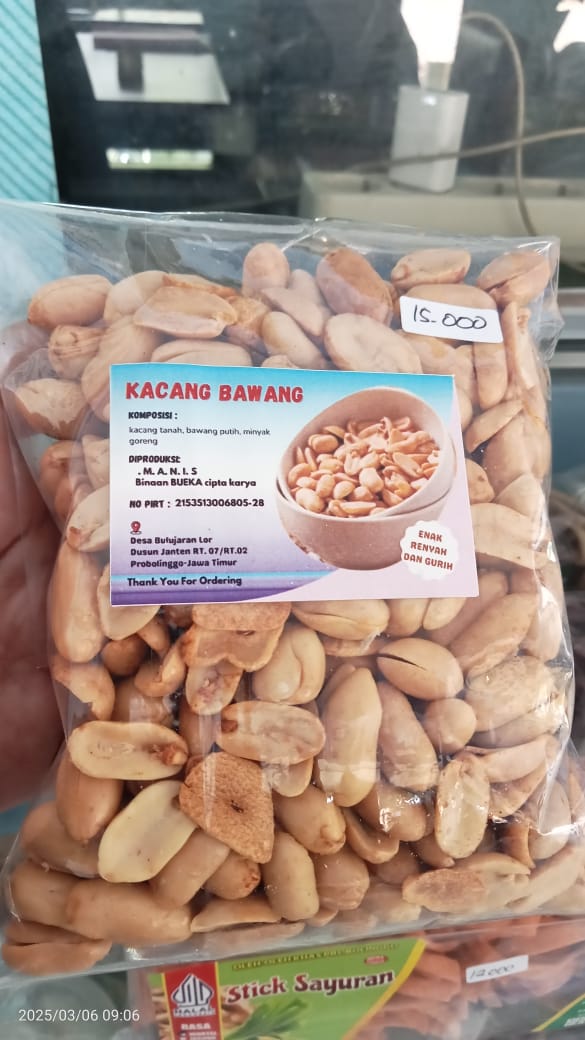 15.000
KACANG BAWANG
KOMPOSISI :
kacang tanah, bawang putih, minyak
goreng
DIPRODUKSI:
. M. A. N. I. S
Binaan BUEKA cipta karya
NO PIRT : 2153513006805-28
Desa Bulujaran Lor
Dusun Janten RT. 07/RT.02
Probolinggo-Jawa Timur
Thank You For Ordering
ENAK
RENYAH
DAN GURIH
Stick Sayuran
HALAL
RASA
12.000
2025/03/06 09:06